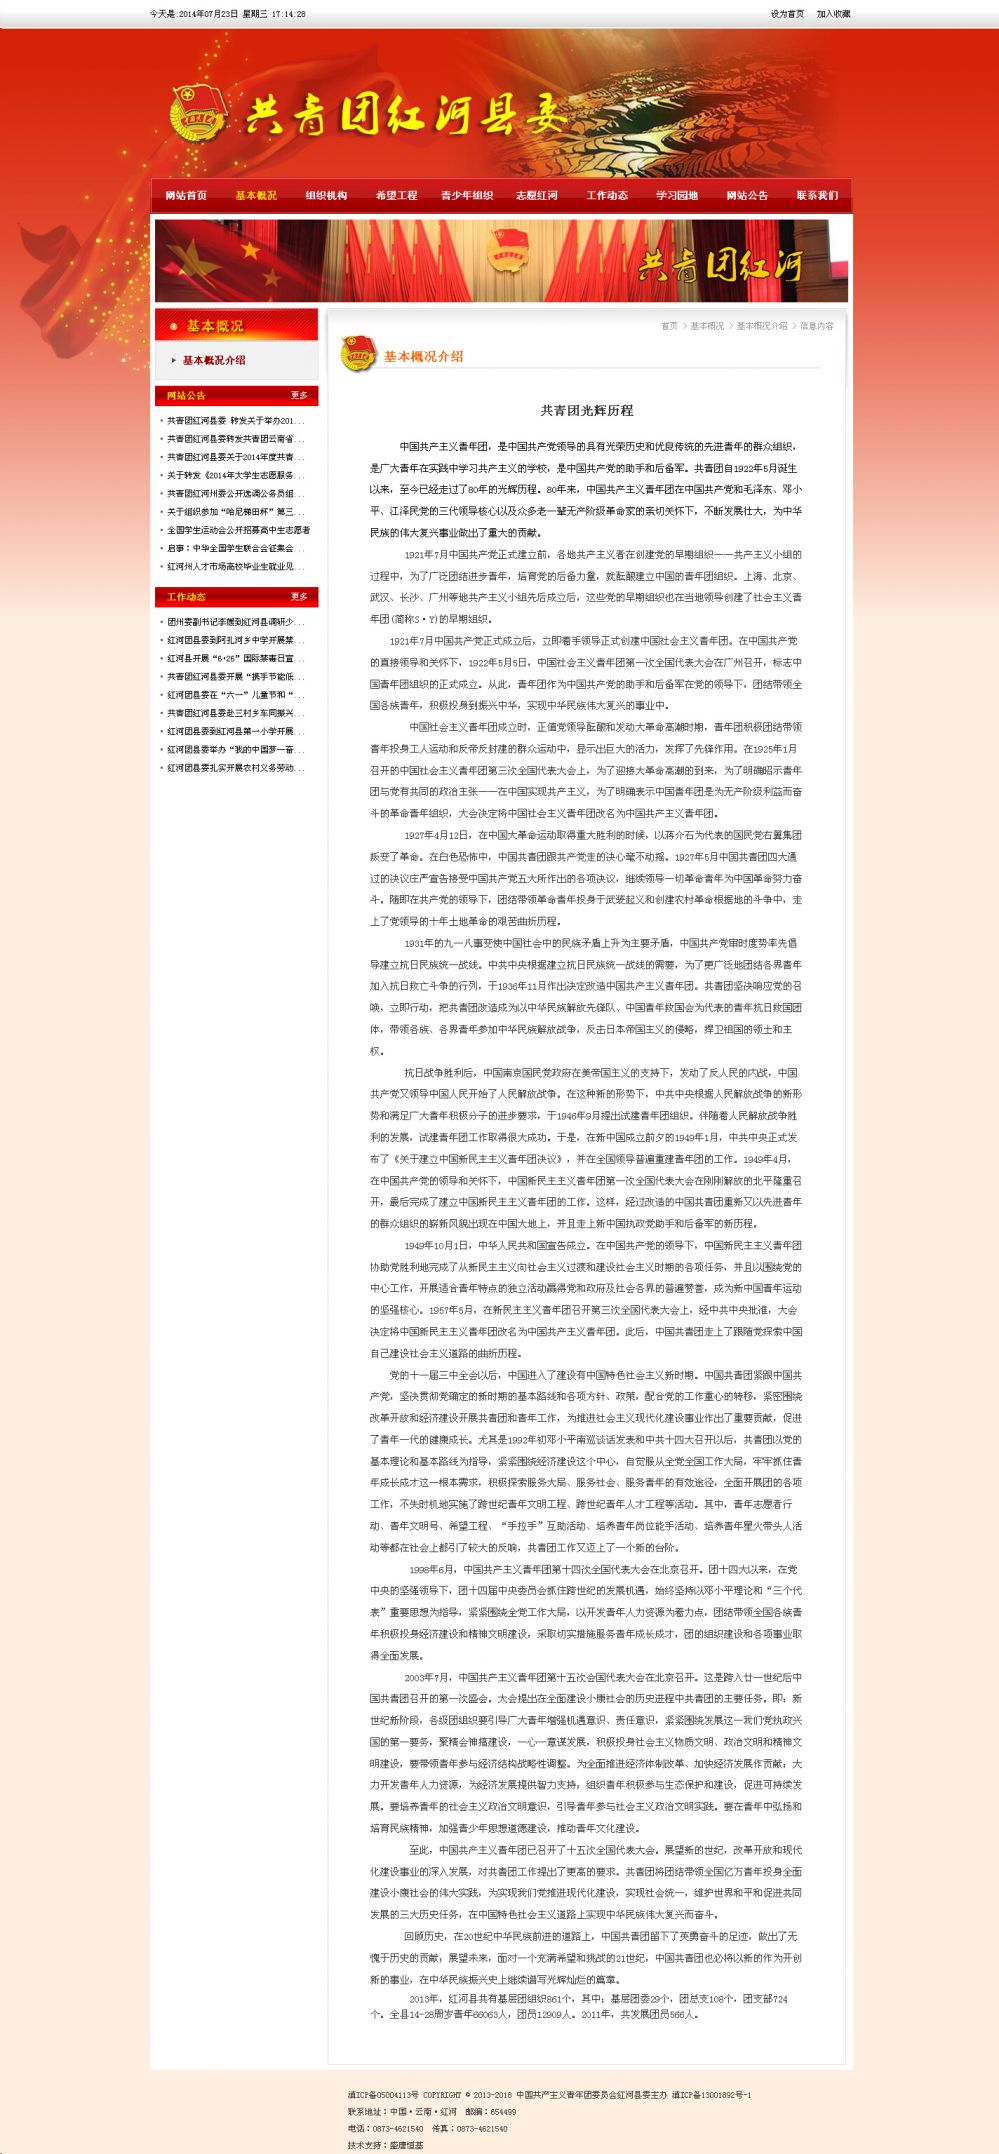 今天是:2014年07月23日 星期三 17:14:28
设为首页 加入收藏
共青团红河县委
网站首页 基本概况 组织机构 希望工程 青少年组织 志愿红河 工作动态 学习园地 网站公告 联系我们
共青团红河
基本概况
基本概况介绍
网站公告 更多
共青团红河县委 转发关于举办201...
共青团红河县委转发共青团云南省...
共青团红河县委关于2014年度共青...
关于转发《2014年大学生志愿服务...
共青团红河州委公开选调公务员组...
关于组织参加“哈尼梯田杯”第三...
全国学生运动会公开招募高中生志愿者
启事：中华全国学生联合会征集会...
红河州人才市场高校毕业生就业见...
工作动态 更多
团州委副书记李媛到红河县调研少...
红河团县委到阿扎河乡中学开展禁...
红河县开展“6•26”国际禁毒日宣...
共青团红河县委开展“携手节能低...
红河团县委在“六一”儿童节和“...
共青团红河县委赴三村乡车同振兴...
红河团县委到红河县第一小学开展...
红河团县委举办“我的中国梦—奋...
红河团县委扎实开展农村义务劳动...
首页 > 基本概况 > 基本概况介绍 > 信息内容
基本概况介绍
共青团光辉历程
中国共产主义青年团，是中国共产党领导的具有光荣历史和优良传统的先进青年的群众组织，
是广大青年在实践中学习共产主义的学校，是中国共产党的助手和后备军。共青团自1922年5月诞生
以来，至今已经走过了80年的光辉历程。80年来，中国共产主义青年团在中国共产党和毛泽东、邓小
平、江泽民党的三代领导核心以及众多老一辈无产阶级革命家的亲切关怀下，不断发展壮大，为中华
民族的伟大复兴事业做出了重大的贡献。
1921年7月中国共产党正式建立前，各地共产主义者在创建党的早期组织——共产主义小组的
过程中，为了广泛团结进步青年，培育党的后备力量，就酝酿建立中国的青年团组织。上海、北京、
武汉、长沙、广州等地共产主义小组先后成立后，这些党的早期组织也在当地领导创建了社会主义青
年团(简称S·Y)的早期组织。
1921年7月中国共产党正式成立后，立即着手领导正式创建中国社会主义青年团。在中国共产党
的直接领导和关怀下，1922年5月5日，中国社会主义青年团第一次全国代表大会在广州召开，标志中
国青年团组织的正式成立。从此，青年团作为中国共产党的助手和后备军在党的领导下，团结带领全
国各族青年，积极投身到振兴中华，实现中华民族伟大复兴的事业中。
中国社会主义青年团成立时，正值党领导酝酿和发动大革命高潮时期，青年团积极团结带领
青年投身工人运动和反帝反封建的群众运动中，显示出巨大的活力，发挥了先锋作用。在1925年1月
召开的中国社会主义青年团第三次全国代表大会上，为了迎接大革命高潮的到来，为了明确昭示青年
团与党有共同的政治主张——在中国实现共产主义，为了明确表示中国青年团是为无产阶级利益而奋
斗的革命青年组织，大会决定将中国社会主义青年团改名为中国共产主义青年团。
1927年4月12日，在中国大革命运动取得重大胜利的时候，以蒋介石为代表的国民党右翼集团
叛变了革命。在白色恐怖中，中国共青团跟共产党走的决心毫不动摇。1927年5月中国共青团四大通
过的决议庄严宣告接受中国共产党五大所作出的各项决议，继续领导一切革命青年为中国革命努力奋
斗。随即在共产党的领导下，团结带领革命青年投身于武装起义和创建农村革命根据地的斗争中，走
上了党领导的十年土地革命的艰苦曲折历程。
1931年的九一八事变使中国社会中的民族矛盾上升为主要矛盾，中国共产党审时度势率先倡
导建立抗日民族统一战线。中共中央根据建立抗日民族统一战线的需要，为了更广泛地团结各界青年
加入抗日救亡斗争的行列，于1936年11月作出决定改造中国共产主义青年团。共青团坚决响应党的召
唤，立即行动，把共青团改造成为以中华民族解放先锋队、中国青年救国会为代表的青年抗日救国团
体，带领各族、各界青年参加中华民族解放战争，反击日本帝国主义的侵略，捍卫祖国的领土和主
权。
抗日战争胜利后，中国南京国民党政府在美帝国主义的支持下，发动了反人民的内战，中国
共产党又领导中国人民开始了人民解放战争。在这种新的形势下，中共中央根据人民解放战争的新形
势和满足广大青年积极分子的进步要求，于1946年9月提出试建青年团组织。伴随着人民解放战争胜
利的发展，试建青年团工作取得很大成功。于是，在新中国成立前夕的1949年1月，中共中央正式发
布了《关于建立中国新民主主义青年团决议》，并在全国领导普遍重建青年团的工作。1949年4月，
在中国共产党的领导和关怀下，中国新民主主义青年团第一次全国代表大会在刚刚解放的北平隆重召
开，最后完成了建立中国新民主主义青年团的工作。这样，经过改造的中国共青团重新又以先进青年
的群众组织的崭新风貌出现在中国大地上，并且走上新中国执政党助手和后备军的新历程。
1949年10月1日，中华人民共和国宣告成立。在中国共产党的领导下，中国新民主主义青年团
协助党胜利地完成了从新民主主义向社会主义过渡和建设社会主义时期的各项任务，并且以围绕党的
中心工作，开展适合青年特点的独立活动赢得党和政府及社会各界的普遍赞誉，成为新中国青年运动
的坚强核心。1957年5月，在新民主主义青年团召开第三次全国代表大会上，经中共中央批准，大会
决定将中国新民主主义青年团改名为中国共产主义青年团。此后，中国共青团走上了跟随党探索中国
自己建设社会主义道路的曲折历程。
党的十一届三中全会以后，中国进入了建设有中国特色社会主义新时期。中国共青团紧跟中国共
产党，坚决贯彻党确定的新时期的基本路线和各项方针、政策，配合党的工作重心的转移，紧密围绕
改革开放和经济建设开展共青团和青年工作，为推进社会主义现代化建设事业作出了重要贡献，促进
了青年一代的健康成长。尤其是1992年初邓小平南巡谈话发表和中共十四大召开以后，共青团以党的
基本理论和基本路线为指导，紧紧围绕经济建设这个中心，自觉服从全党全国工作大局，牢牢抓住青
年成长成才这一根本需求，积极探索服务大局、服务社会、服务青年的有效途径，全面开展团的各项
工作，不失时机地实施了跨世纪青年文明工程、跨世纪青年人才工程等活动。其中，青年志愿者行
动、青年文明号、希望工程、“手拉手”互助活动、培养青年岗位能手活动、培养青年星火带头人活
动等都在社会上都引了较大的反响，共青团工作又迈上了一个新的台阶。
1998年6月，中国共产主义青年团第十四次全国代表大会在北京召开。团十四大以来，在党
中央的坚强领导下，团十四届中央委员会抓住跨世纪的发展机遇，始终坚持以邓小平理论和“三个代
表”重要思想为指导，紧紧围绕全党工作大局，以开发青年人力资源为着力点，团结带领全国各族青
年积极投身经济建设和精神文明建设，采取切实措施服务青年成长成才，团的组织建设和各项事业取
得全面发展。
2003年7月，中国共产主义青年团第十五次会国代表大会在北京召开。这是跨入廿一世纪后中
国共青团召开的第一次盛会。大会提出在全面建设小康社会的历史进程中共青团的主要任务。即：新
世纪新阶段，各级团组织要引导广大青年增强机遇意识、责任意识，紧紧围绕发展这一我们党执政兴
国的第一要务，聚精会神搞建设，一心一意谋发展，积极投身社会主义物质文明、政治文明和精神文
明建设，要带领青年参与经济结构战略性调整。为全面推进经济体制改革、加快经济发展作贡献；大
力开发青年人力资源，为经济发展提供智力支持；组织青年积极参与生态保护和建设，促进可持续发
展。要培养青年的社会主义政治文明意识，引导青年参与社会主义政治文明实践。要在青年中弘扬和
培育民族精神，加强青少年思想道德建设，推动青年文化建设。
至此，中国共产主义青年团已召开了十五次全国代表大会。展望新的世纪，改革开放和现代
化建设事业的深入发展，对共青团工作提出了更高的要求。共青团将团结带领全国亿万青年投身全面
建设小康社会的伟大实践，为实现我们党推进现代化建设，实现社会统一，维护世界和平和促进共同
发展的三大历史任务，在中国特色社会主义道路上实现中华民族伟大复兴而奋斗。
回顾历史，在20世纪中华民族前进的道路上，中国共青团留下了英勇奋斗的足迹，做出了无
愧于历史的贡献；展望未来，面对一个充满希望和挑战的21世纪，中国共青团也必将以新的作为开创
新的事业，在中华民族振兴史上继续谱写光辉灿烂的篇章。
2013年，红河县共有基层团组织861个，其中：基层团委29个，团总支108个，团支部724
个。全县14-28周岁青年66063人，团员12909人。2011年，共发展团员566人。
滇ICP备05004113号 COPYRIGHT © 2013-2018 中国共产主义青年团委员会红河县委主办 滇ICP备13001892号-1
联系地址：中国·云南·红河 邮编：654499
电话：0873-4621540 传真：0873-4621540
技术支持：盛唐恒基